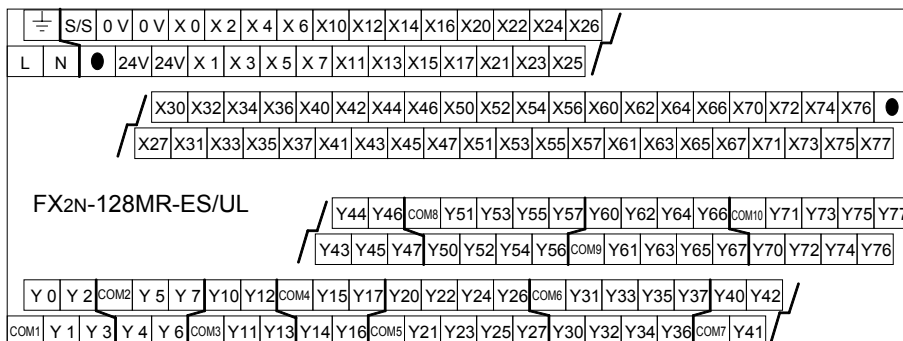 S/S 0 V 0 V X 0 X 2 X 4 X 6 X10 X12 X14 X16 X20 X22 X24 X26
L N 24V 24V X 1 X 3 X 5 X 7 X11 X13 X15 X17 X21 X23 X25
X30 X32 X34 X36 X40 X42 X44 X46 X50 X52 X54 X56 X60 X62 X64 X66 X70 X72 X74 X76
X27 X31 X33 X35 X37 X41 X43 X45 X47 X51 X53 X55 X57 X61 X63 X65 X67 X71 X73 X75 X77
FX2N-128MR-ES/UL
Y44 Y46 COM8 Y51 Y53 Y55 Y57 Y60 Y62 Y64 Y66 COM10 Y71 Y73 Y75 Y77
Y43 Y45 Y47 Y50 Y52 Y54 Y56 COM9 Y61 Y63 Y65 Y67 Y70 Y72 Y74 Y76
Y 0 Y 2 COM2 Y 5 Y 7 Y10 Y12 COM4 Y15 Y17 Y20 Y22 Y24 Y26 COM6 Y31 Y33 Y35 Y37 Y40 Y42
COM1 Y 1 Y 3 Y 4 Y 6 COM3 Y11 Y13 Y14 Y16 COM5 Y21 Y23 Y25 Y27 Y30 Y32 Y34 Y36 COM7 Y41